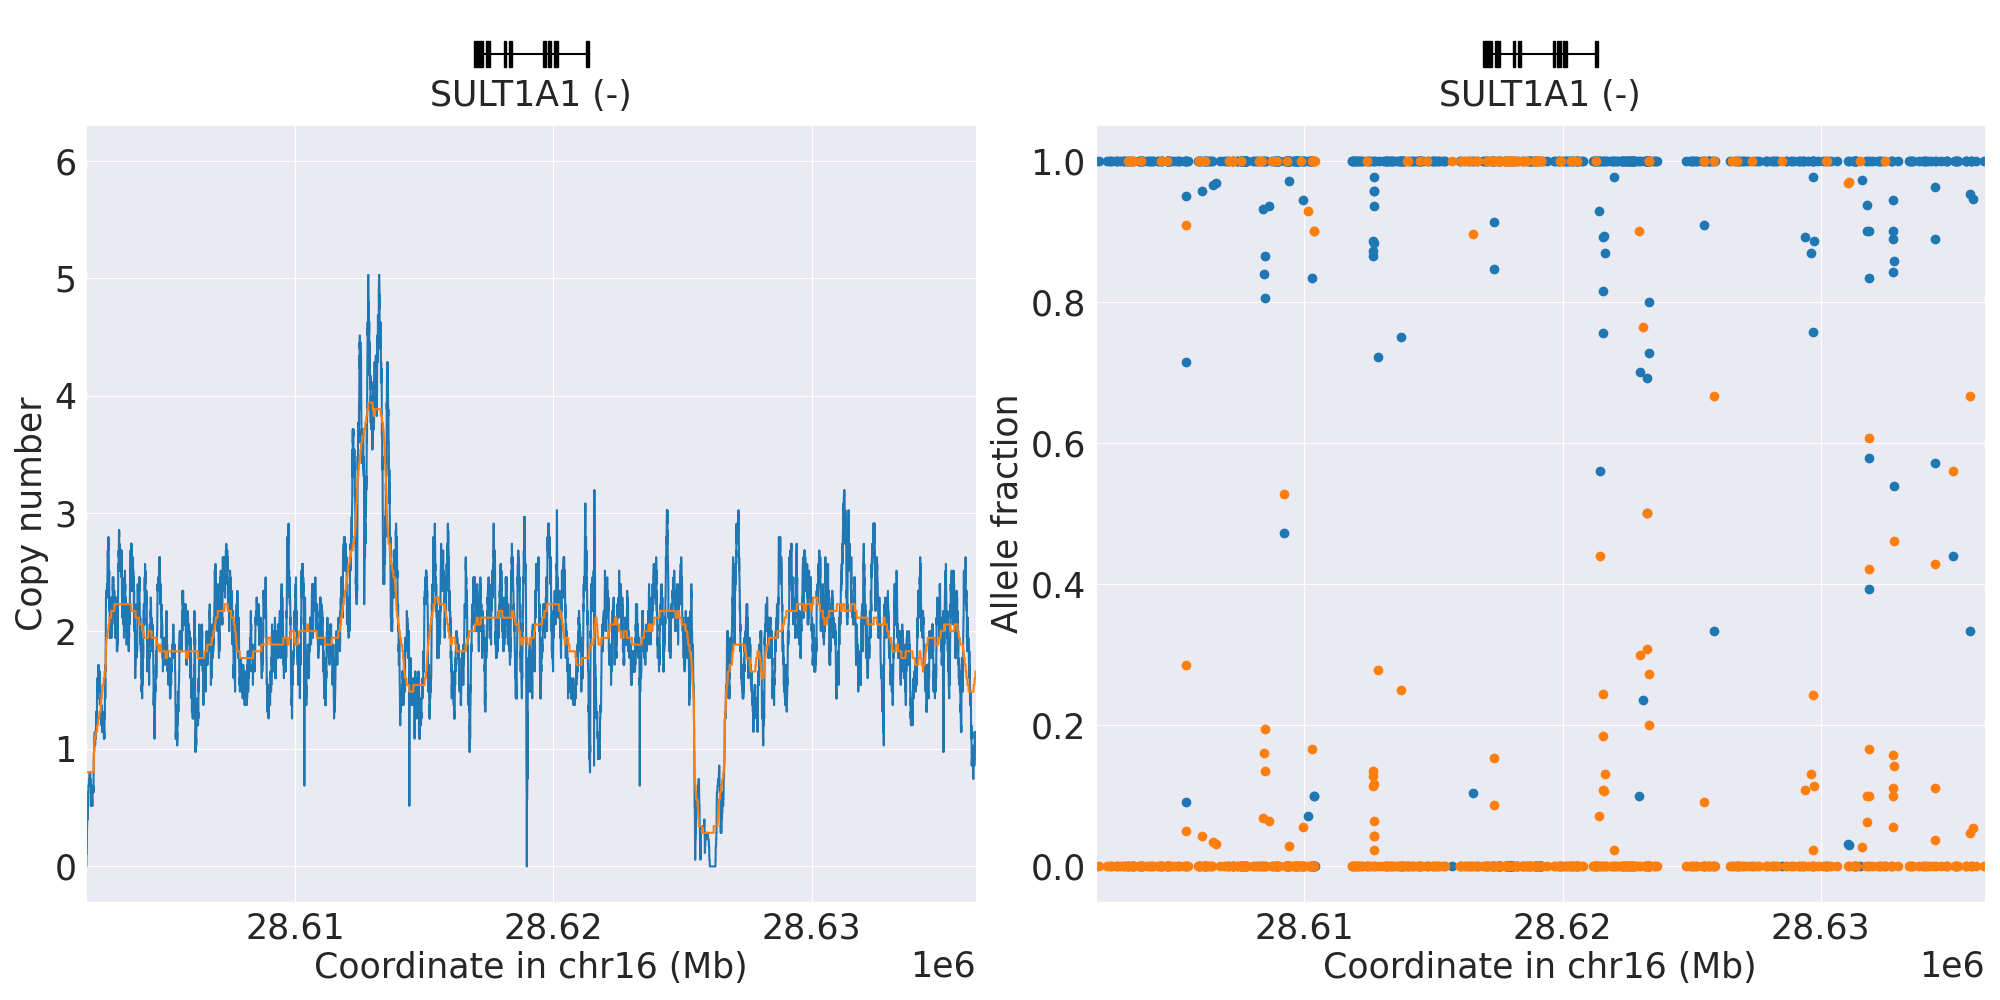 SULT1A1 (-)
6
5
4
3
2
1
0
Copy number
28.61
28.62
28.63
Coordinate in chr16 (Mb)
1e6
SULT1A1 (-)
1.0
0.8
0.6
0.4
0.2
0.0
Allele fraction
28.61
28.62
28.63
Coordinate in chr16 (Mb)
1e6